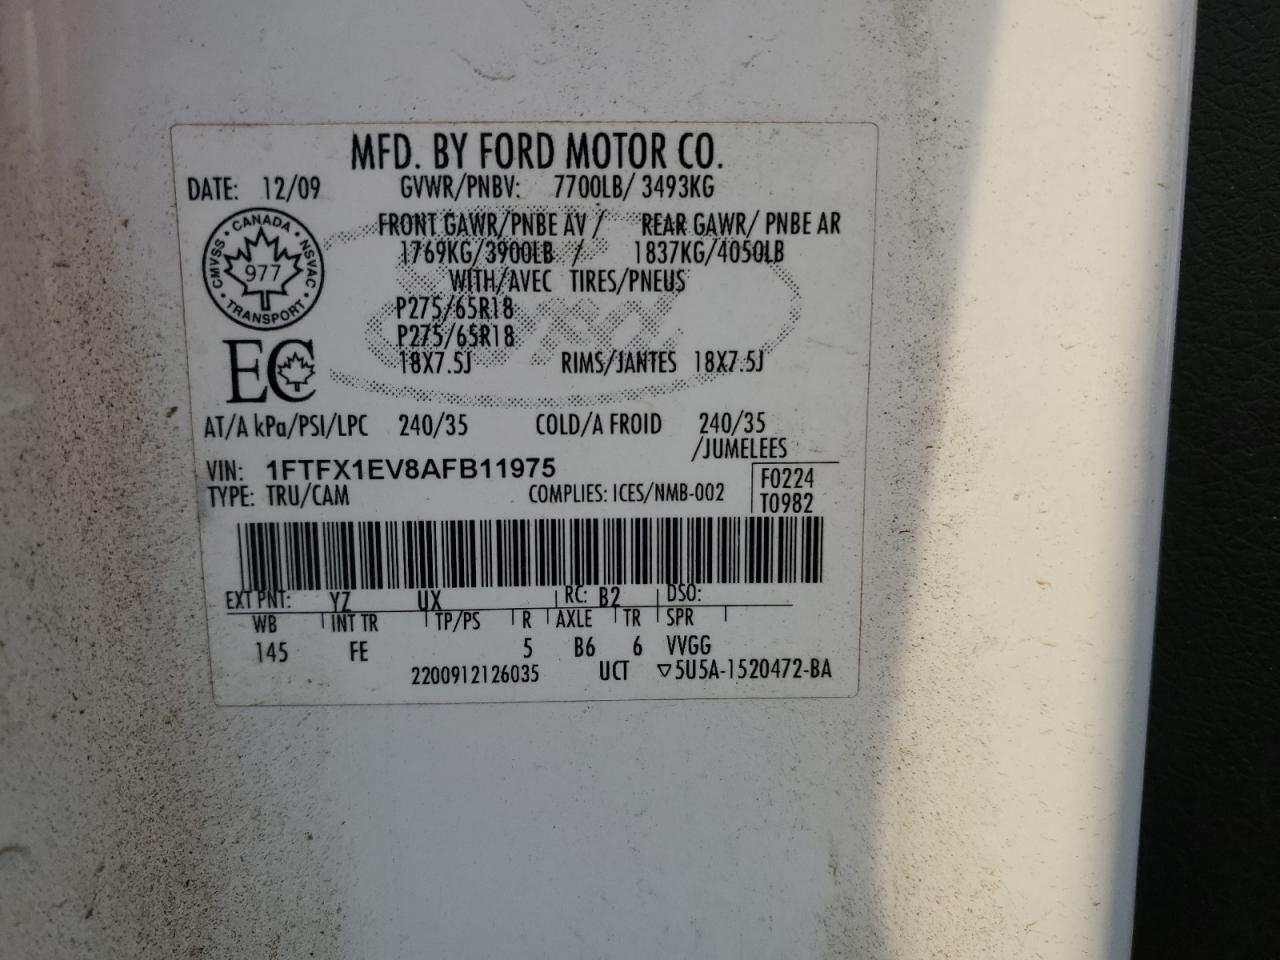 MFD. BY FORD MOTOR CO.
DATE: 12/09 GVWR/PNBV: 7700LB/ 3493KG
FRONT GAWR/PNBE AV / REAR GAWR/ PNBE AR
1769KG/3900LB / 1837KG/4050LB
WITH/AVEC TIRES/PNEUS
P275/65R18
P275/65R18
18X7.5J RIMS/JANTES 18X7.5J
CANADA NSVAC TRANSPORT CMVSS
977
EC
AT/A kPa/PSI/LPC 240/35 COLD/A FROID 240/35
/JUMELEES
VIN: 1FTFX1EV8AFB11975
TYPE: TRU/CAM COMPLIES: ICES/NMB-002
F0224
T0982
EXT PNT: YZ UX RC: B2 DSO:
WB INT TR TP/PS R AXLE TR SPR
145 FE 5 B6 6 VVGG
2200912126035 UCT ▽5U5A-1520472-BA